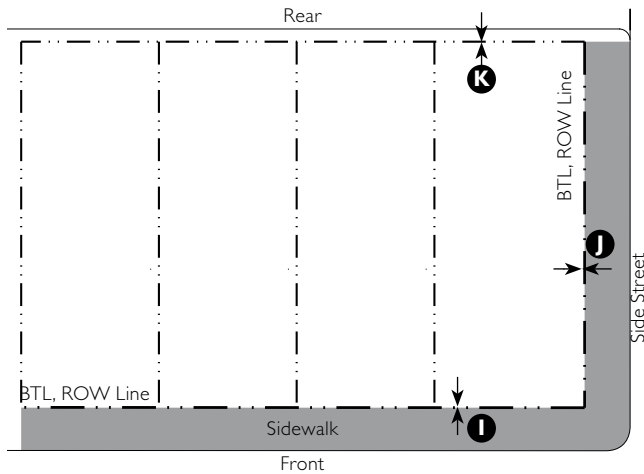 Rear
K
BTL, ROW Line
J
Side Street
BTL, ROW Line
I
Sidewalk
Front